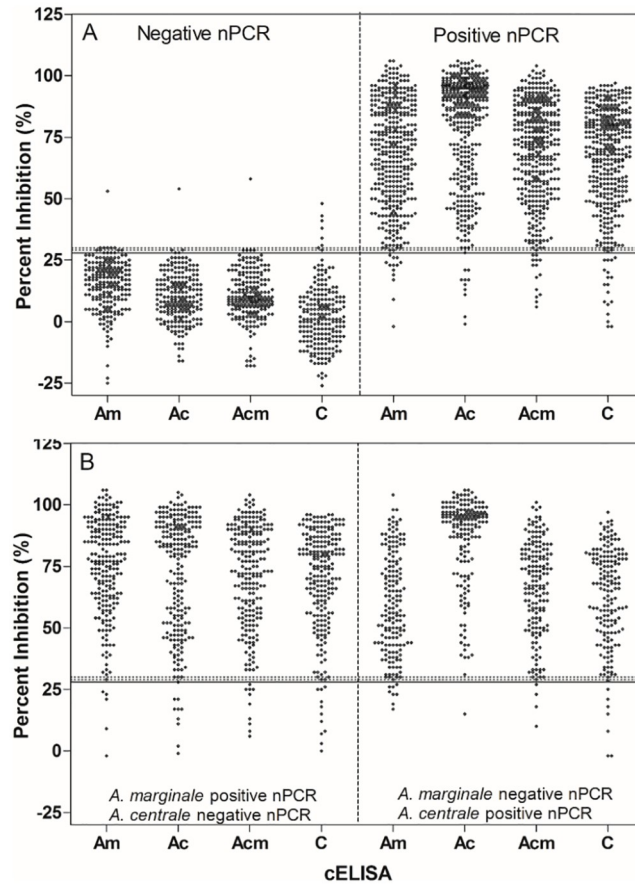 A
Negative nPCR
Positive nPCR
Percent Inhibition (%)
125
100
75
50
25
0
-25
Am Ac Acm C Am Ac Acm C
B
Percent Inhibition (%)
125
100
75
50
25
0
-25
A. marginale positive nPCR
A. centrale negative nPCR
A. marginale negative nPCR
A. centrale positive nPCR
Am Ac Acm C Am Ac Acm C
cELISA